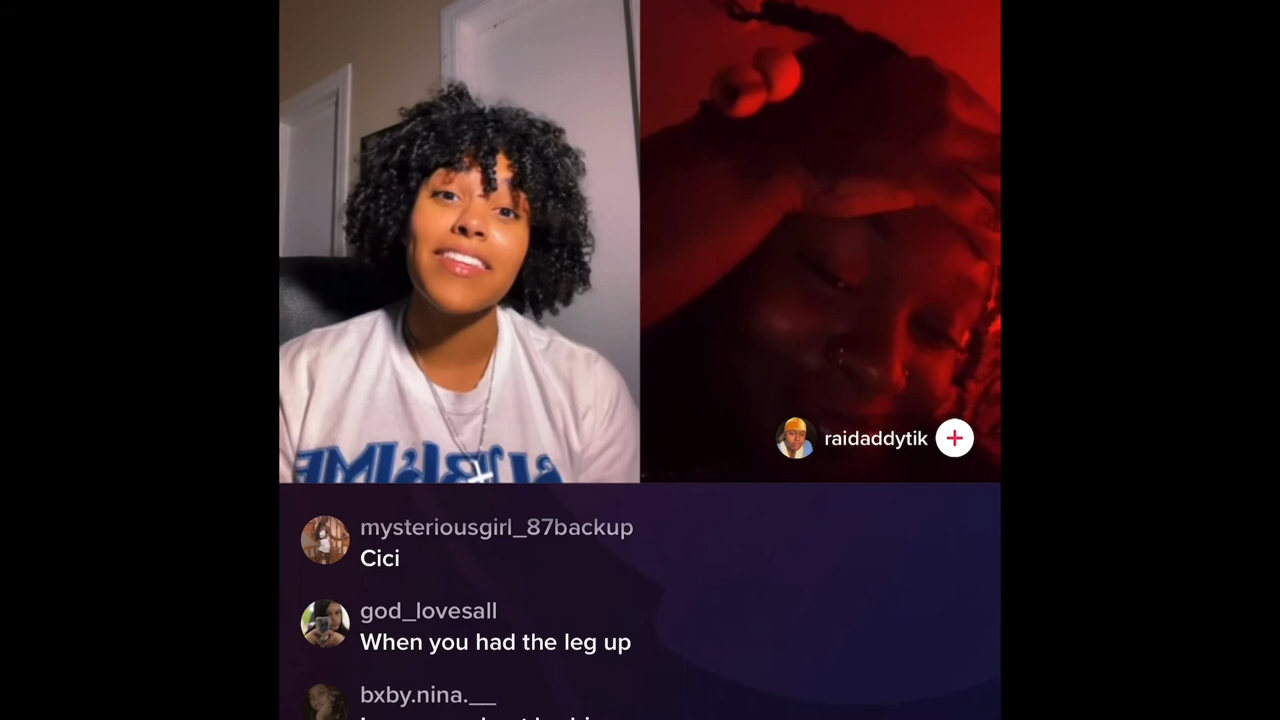 raidaddytik
mysteriousgirl_87backup
Cici
god_lovesall
When you had the leg up
bxby.nina.__